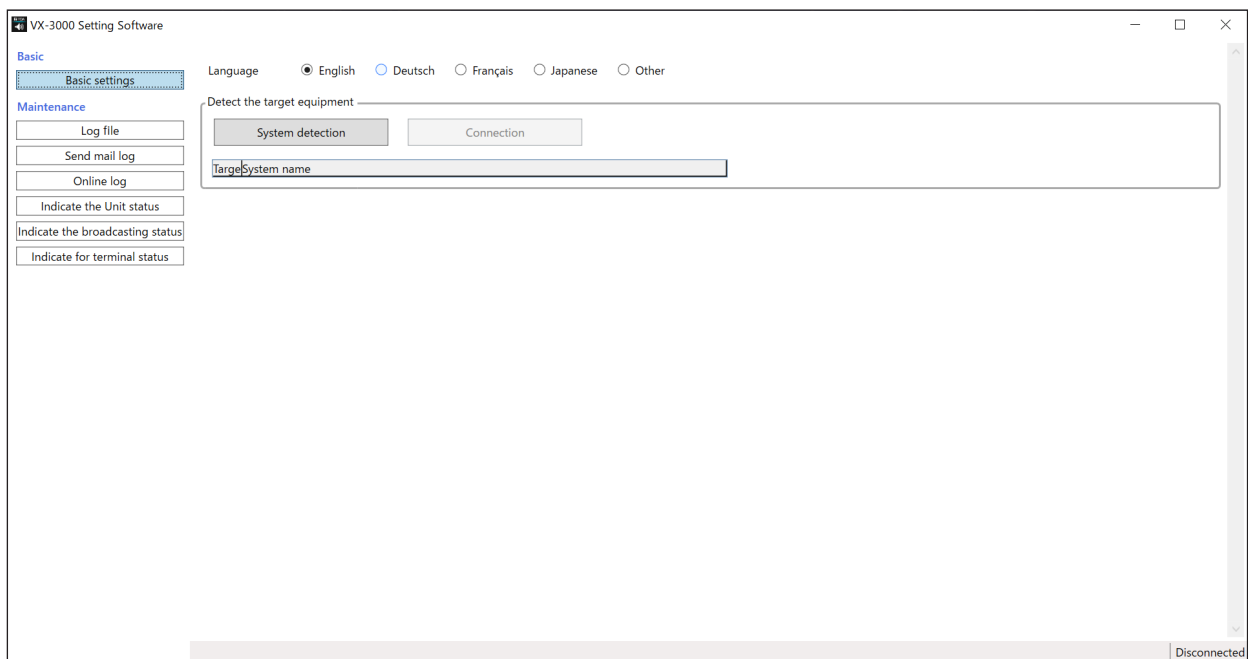 VX-3000 Setting Software
Basic
Basic settings
Maintenance
Log file
Send mail log
Online log
Indicate the Unit status
Indicate the broadcasting status
Indicate for terminal status
Language English Deutsch Français Japanese Other
Detect the target equipment
System detection Connection
Targe System name
Disconnected